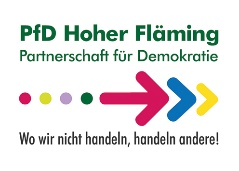 PfD Hoher Fläming
Partnerschaft für Demokratie
Wo wir nicht handeln, handeln andere!